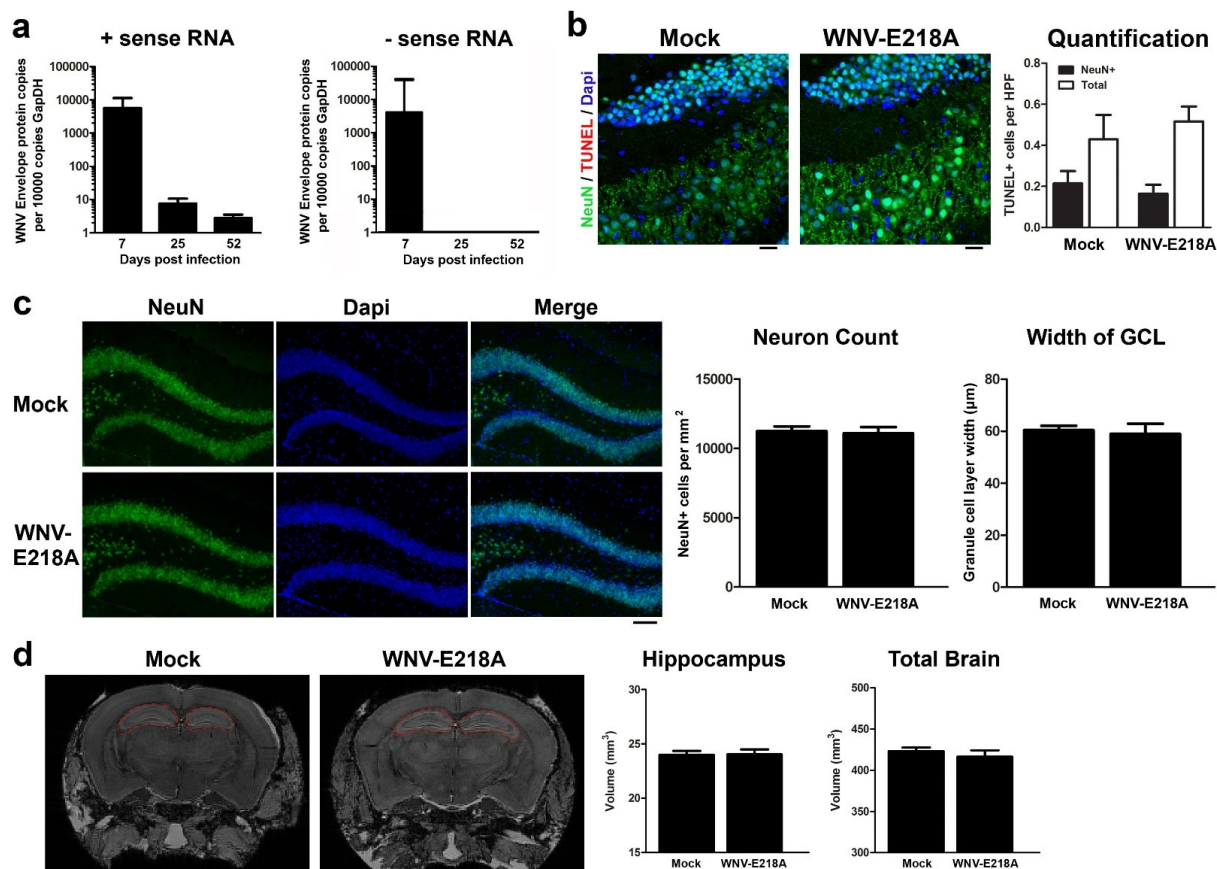 a
+ sense RNA
WNV Envelope protein copies
per 10000 copies GapDH
100000
10000
1000
100
10
1
7 25 52
Days post infection
- sense RNA
WNV Envelope protein copies
per 10000 copies GapDH
100000
10000
1000
100
10
1
7 25 52
Days post infection
b
Mock
WNV-E218A
NeuN / TUNEL / Dapi
Quantification
NeuN+
Total
TUNEL+ cells per HPF
0.8
0.6
0.4
0.2
0.0
Mock WNV-E218A
c
NeuN Dapi Merge
Mock
WNV-
E218A
Neuron Count
NeuN+ cells per mm²
15000
10000
5000
0
Mock WNV-E218A
Width of GCL
Granule cell layer width (µm)
80
60
40
20
0
Mock WNV-E218A
d
Mock
WNV-E218A
Hippocampus
Volume (mm³)
30
25
24
15
Mock WNV-E218A
Total Brain
Volume (mm³)
500
450
400
350
300
Mock WNV-E218A